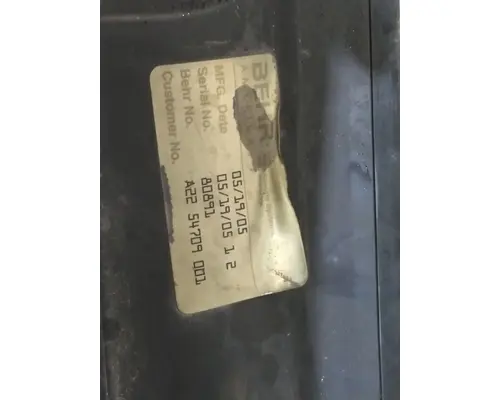 BEHR
MFG. Date 05/19/05
Serial No. 05/19/05 1 2
Behr No. 80891
Customer No. A22 54709 001